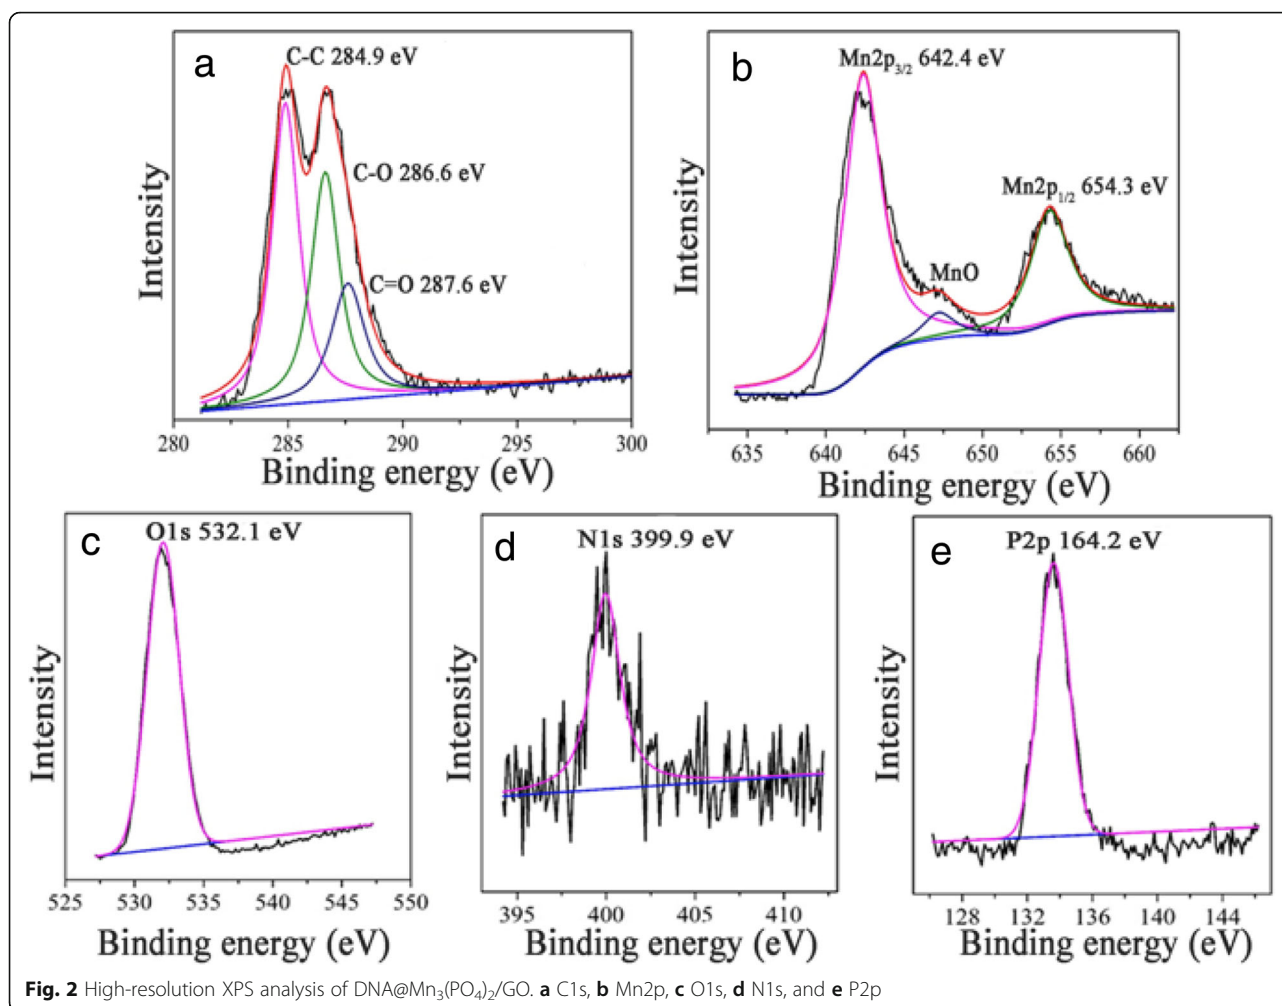 a
C-C 284.9 eV
C-O 286.6 eV
C=O 287.6 eV
Intensity
280 285 290 295 300
Binding energy (eV)
b
Mn2p3/2 642.4 eV
MnO
Mn2p1/2 654.3 eV
Intensity
635 640 645 650 655 660
Binding energy (eV)
c
O1s 532.1 eV
Intensity
525 530 535 540 545 550
Binding energy (eV)
d
N1s 399.9 eV
Intensity
395 400 405 410
Binding energy (eV)
e
P2p 164.2 eV
Intensity
128 132 136 140 144
Binding energy (eV)
Fig. 2 High-resolution XPS analysis of DNA@Mn3(PO4)2/GO. a C1s, b Mn2p, c O1s, d N1s, and e P2p